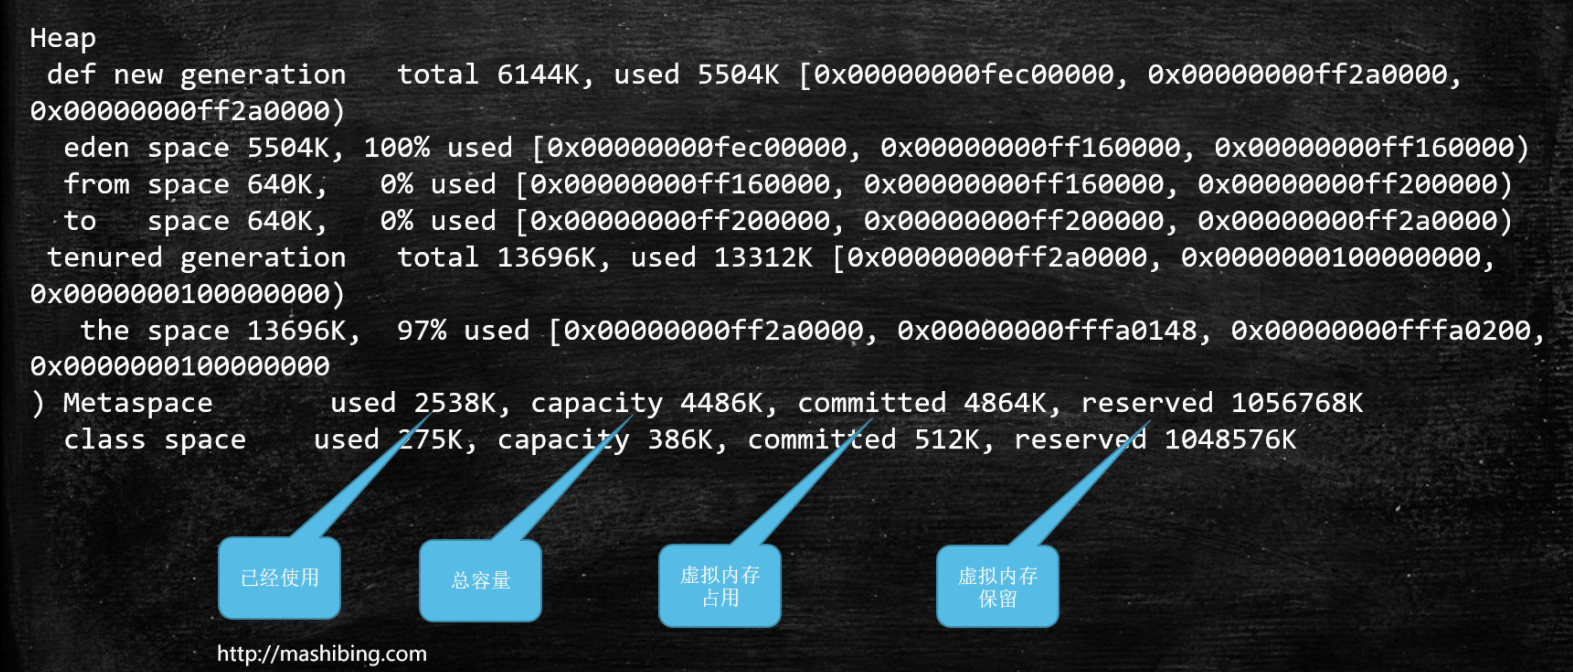 Heap
def new generation total 6144K, used 5504K [0x00000000fec00000, 0x00000000ff2a0000,
0x00000000ff2a0000)
eden space 5504K, 100% used [0x00000000fec00000, 0x00000000ff160000, 0x00000000ff160000)
from space 640K, 0% used [0x00000000ff160000, 0x00000000ff160000, 0x00000000ff200000)
to space 640K, 0% used [0x00000000ff200000, 0x00000000ff200000, 0x00000000ff2a0000)
tenured generation total 13696K, used 13312K [0x00000000ff2a0000, 0x0000000100000000,
0x0000000100000000)
the space 13696K, 97% used [0x00000000ff2a0000, 0x00000000fffa0148, 0x00000000fffa0200,
0x0000000100000000
) Metaspace used 2538K, capacity 4486K, committed 4864K, reserved 1056768K
class space used 275K, capacity 386K, committed 512K, reserved 1048576K
已经使用
总容量
虚拟内存
占用
虚拟内存
保留
http://mashibing.com